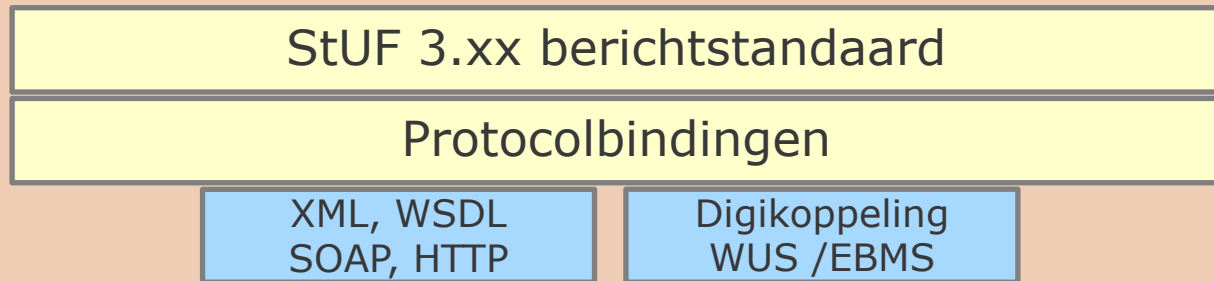 StUF 3.xx berichtstandaard
Protocolbindingen
XML, WSDL
SOAP, HTTP
Digikoppeling
WUS /EBMS